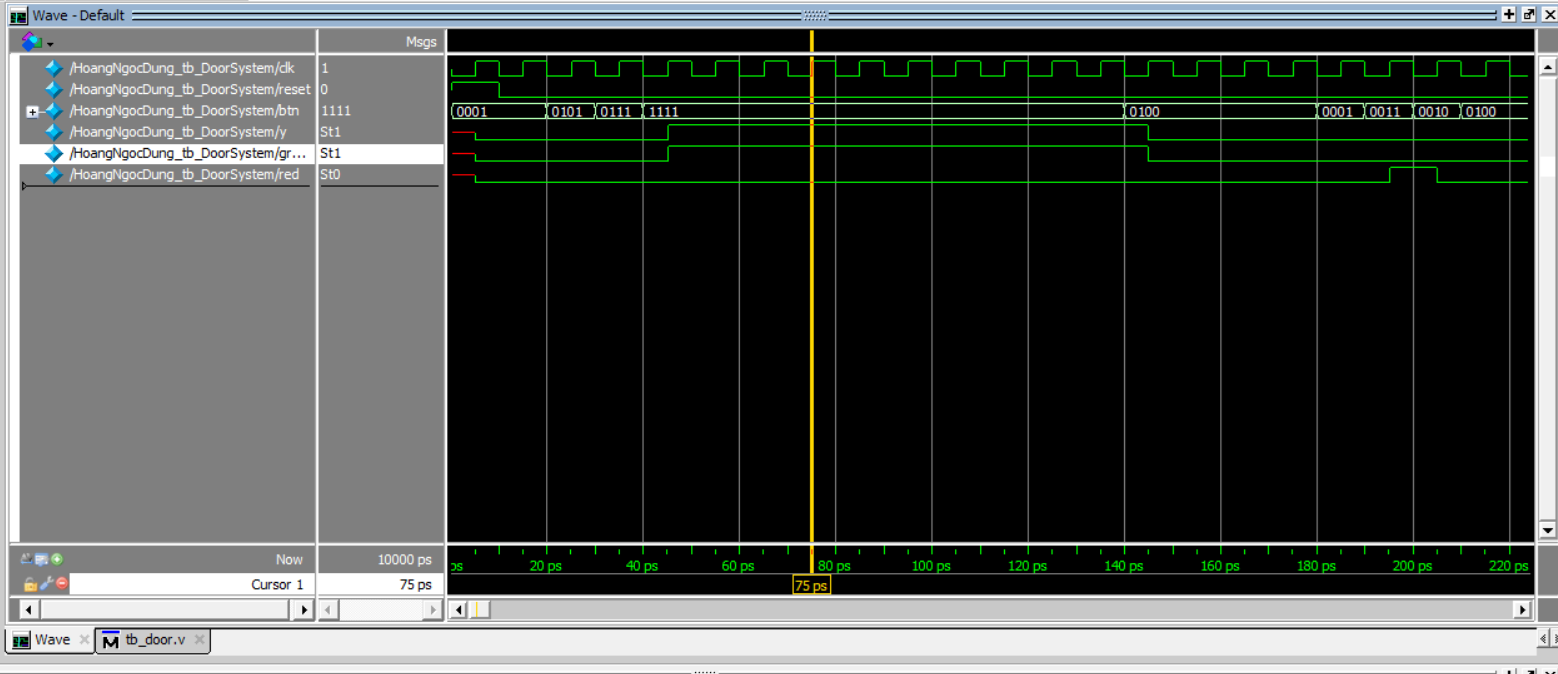 Wave - Default
Msgs
/HoangNgocDung_tb_DoorSystem/clk 1
/HoangNgocDung_tb_DoorSystem/reset 0
/HoangNgocDung_tb_DoorSystem/btn 1111 0001 0101 0111 1111 0100 0001 0011 0010 0100
/HoangNgocDung_tb_DoorSystem/y St1
/HoangNgocDung_tb_DoorSystem/gr... St1
/HoangNgocDung_tb_DoorSystem/red St0
Now 10000 ps ps 20 ps 40 ps 60 ps 80 ps 100 ps 120 ps 140 ps 160 ps 180 ps 200 ps 220 ps
Cursor 1 75 ps 75 ps
Wave tb_door.v